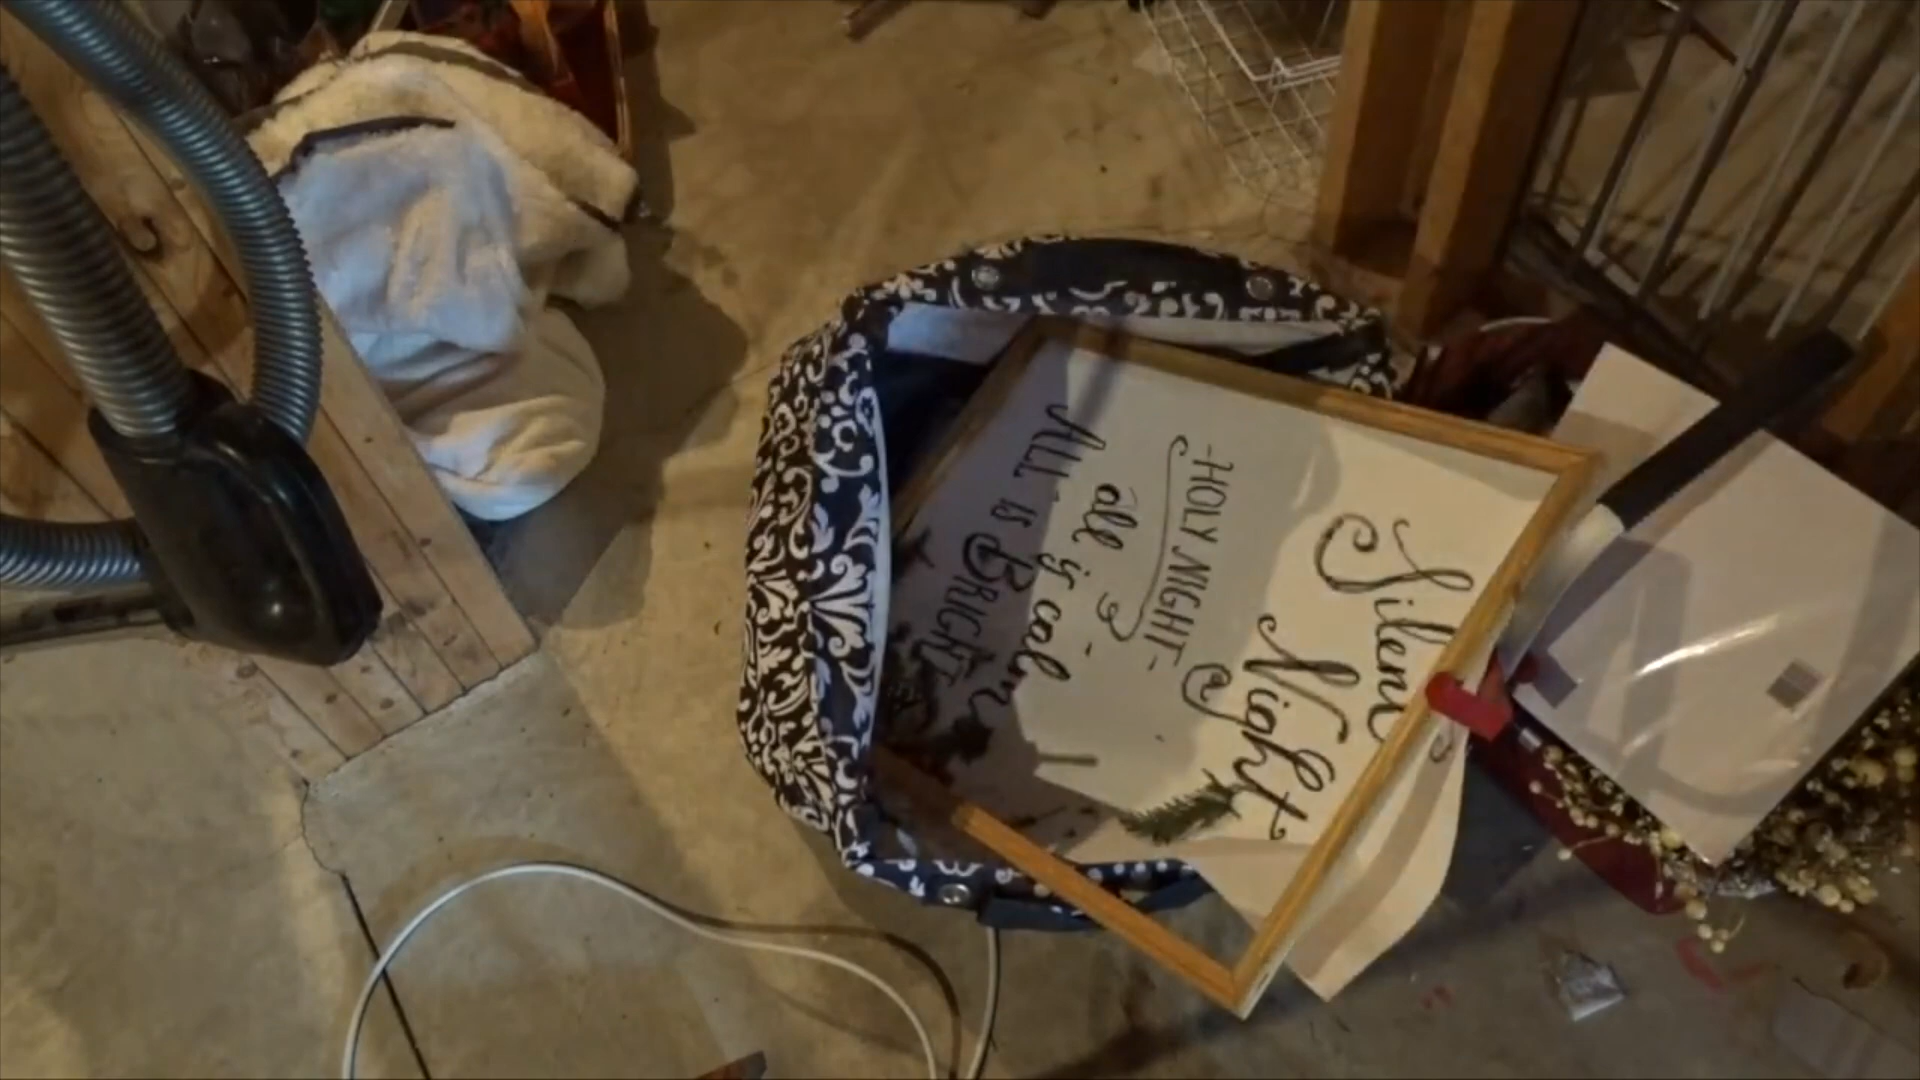 Silent
Night
-HOLY NIGHT-
all is calm
ALL IS BRIGHT